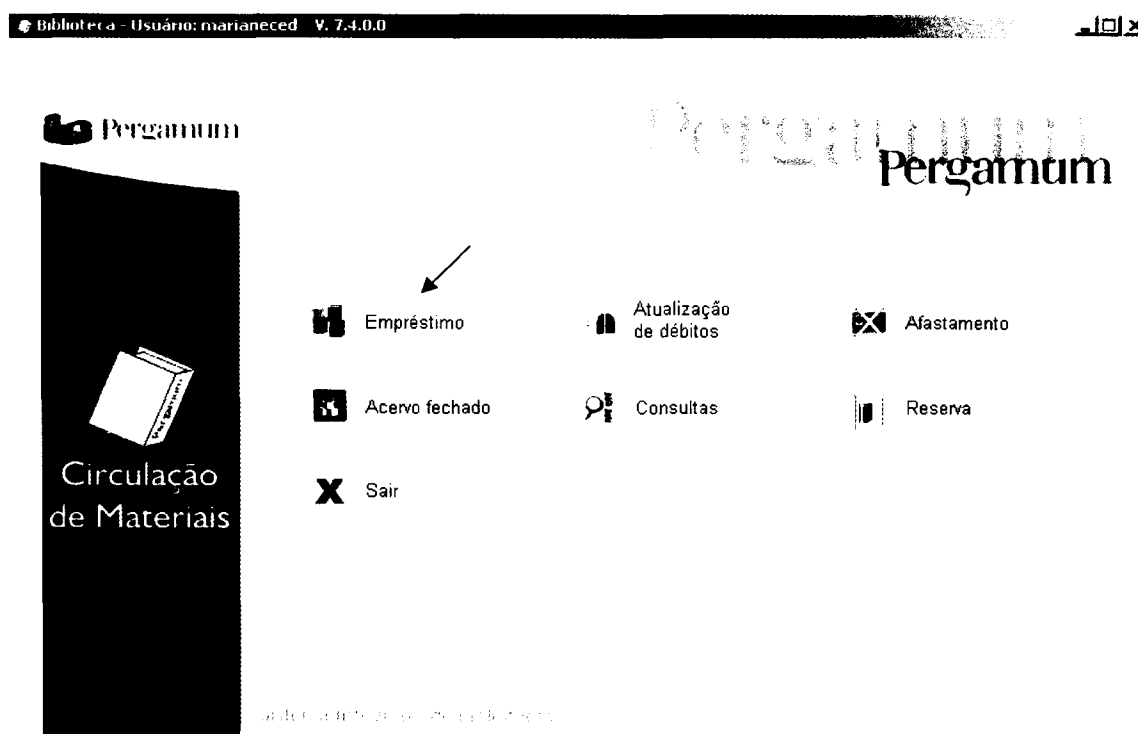 Biblioteca - Usuário: marianeced V. 7.4.0.0
Pergamum
Pergamum
Pergamum
Empréstimo
Atualização
de débitos
Afastamento
Acervo fechado
Consultas
Reserva
Sair
Circulação
de Materiais